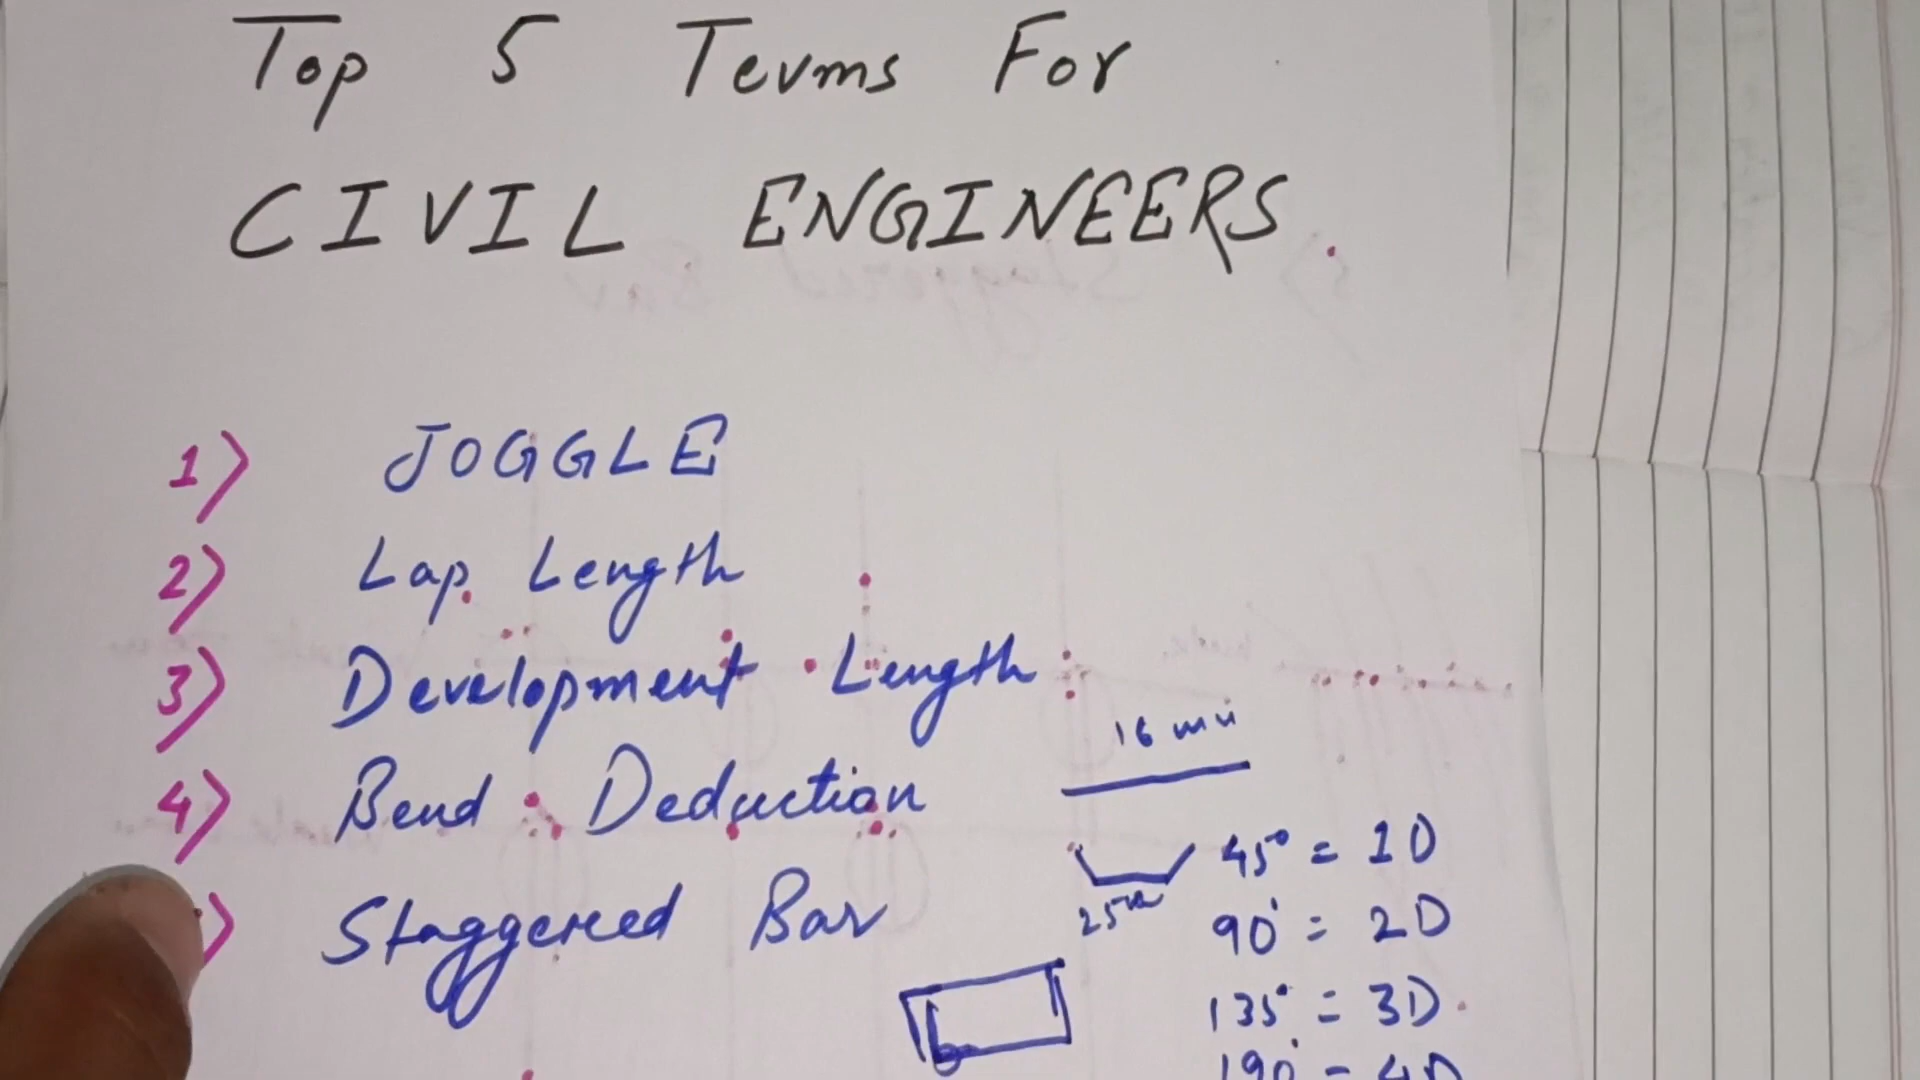 Top 5 Terms For
CIVIL ENGINEERS.
1) JOGGLE
2) Lap Length
3) Development Length
16 mm
4) Bend Deduction
45° = 1D
90° = 2D
) Staggered Bar
135° = 3D